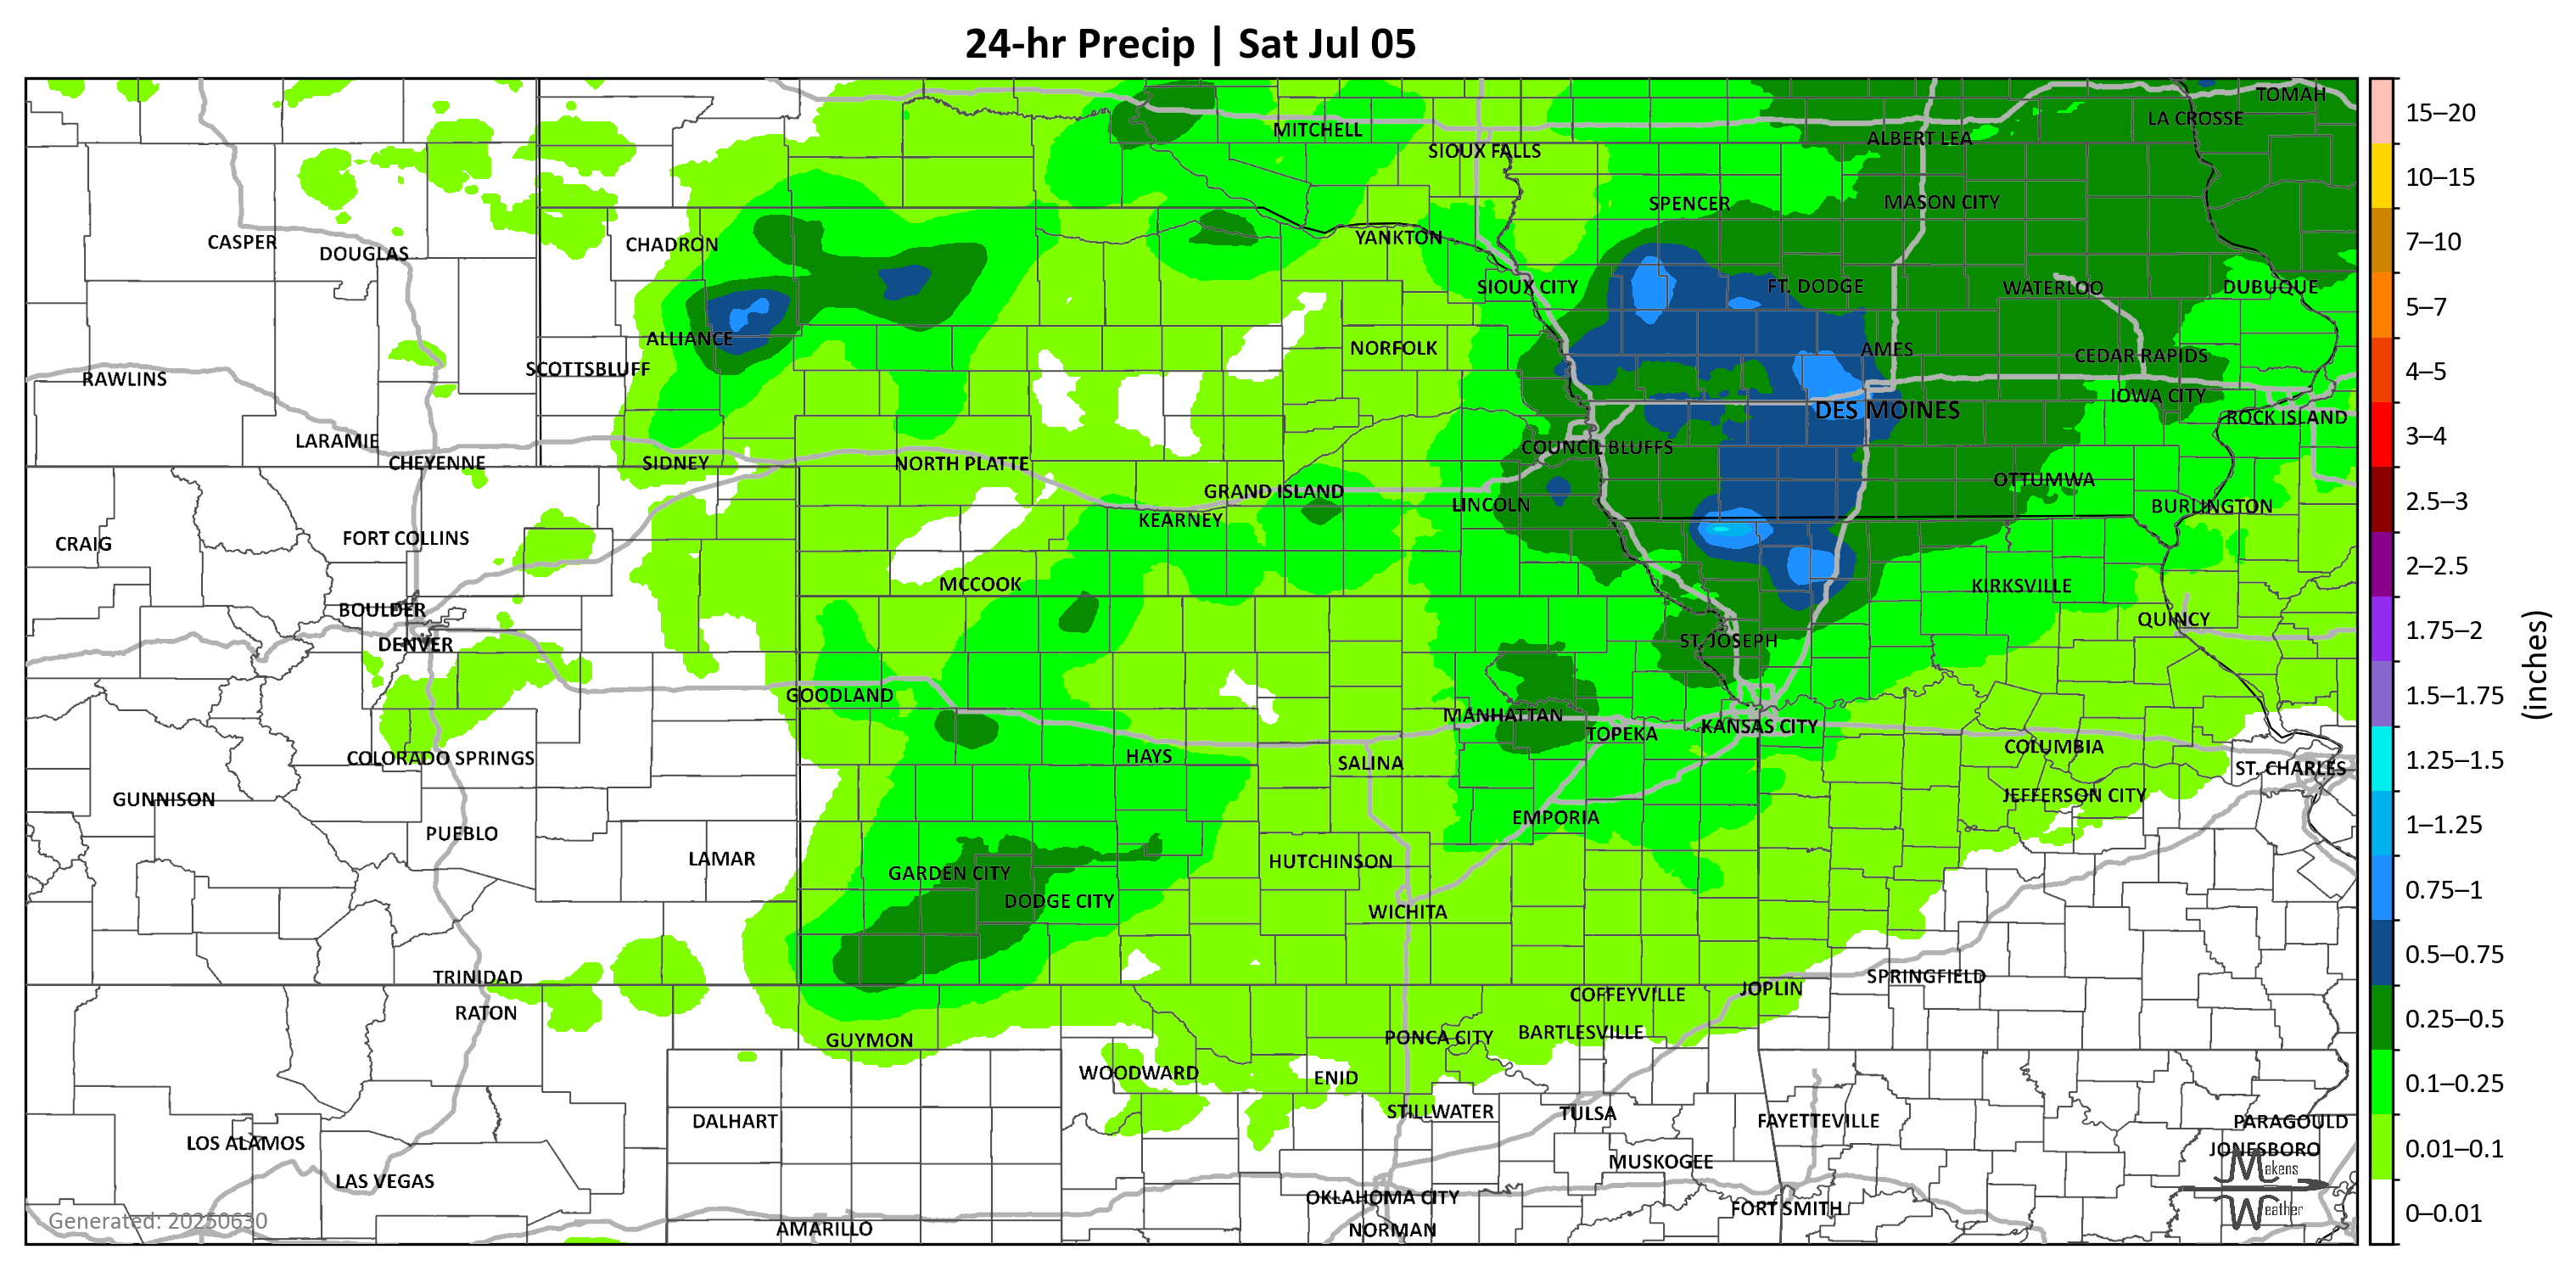 24-hr Precip | Sat Jul 05
TOMAH
LA CROSSE
MITCHELL
ALBERT LEA
SIOUX FALLS
SPENCER
MASON CITY
CASPER
DOUGLAS
CHADRON
YANKTON
SIOUX CITY
FT. DODGE
WATERLOO
DUBUQUE
ALLIANCE
NORFOLK
AMES
CEDAR RAPIDS
RAWLINS
SCOTTSBLUFF
IOWA CITY
DES MOINES
ROCK ISLAND
LARAMIE
CHEYENNE
SIDNEY
NORTH PLATTE
COUNCIL BLUFFS
GRAND ISLAND
OTTUMWA
LINCOLN
BURLINGTON
KEARNEY
CRAIG
FORT COLLINS
MCCOOK
KIRKSVILLE
BOULDER
QUINCY
DENVER
ST. JOSEPH
GOODLAND
MANHATTAN
KANSAS CITY
TOPEKA
COLORADO SPRINGS
HAYS
SALINA
COLUMBIA
ST. CHARLES
GUNNISON
JEFFERSON CITY
PUEBLO
EMPORIA
LAMAR
HUTCHINSON
GARDEN CITY
DODGE CITY
WICHITA
TRINIDAD
SPRINGFIELD
RATON
COFFEYVILLE
JOPLIN
GUYMON
PONCA CITY
BARTLESVILLE
WOODWARD
ENID
DALHART
STILLWATER
TULSA
FAYETTEVILLE
PARAGOULD
LOS ALAMOS
JONESBORO
MUSKOGEE
LAS VEGAS
OKLAHOMA CITY
FORT SMITH
AMARILLO
NORMAN
Generated: 20250630
Makens
Weather
15–20
10–15
7–10
5–7
4–5
3–4
2.5–3
2–2.5
1.75–2
1.5–1.75
1.25–1.5
1–1.25
0.75–1
0.5–0.75
0.25–0.5
0.1–0.25
0.01–0.1
0–0.01
(inches)